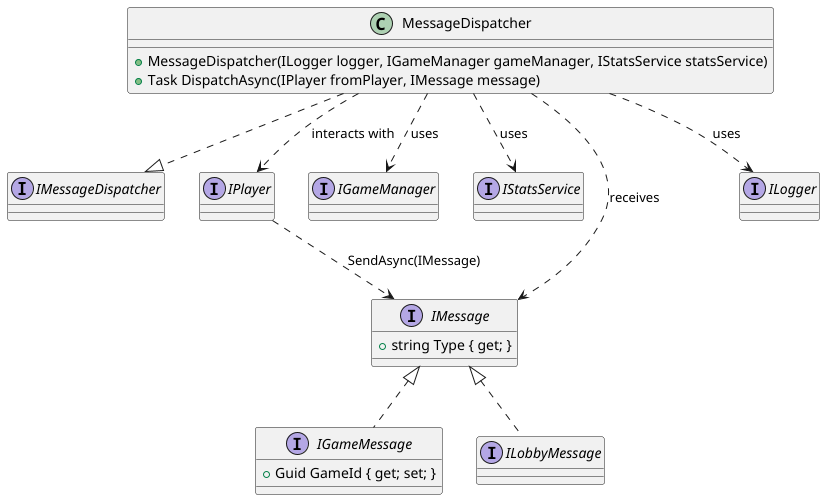 C MessageDispatcher
MessageDispatcher(ILogger logger, IGameManager gameManager, IStatsService statsService)
Task DispatchAsync(IPlayer fromPlayer, IMessage message)
interacts with
uses
uses
uses
I IMessageDispatcher
I IPlayer
I IGameManager
I IStatsService
I ILogger
receives
SendAsync(IMessage)
I IMessage
string Type { get; }
I IGameMessage
Guid GameId { get; set; }
I ILobbyMessage